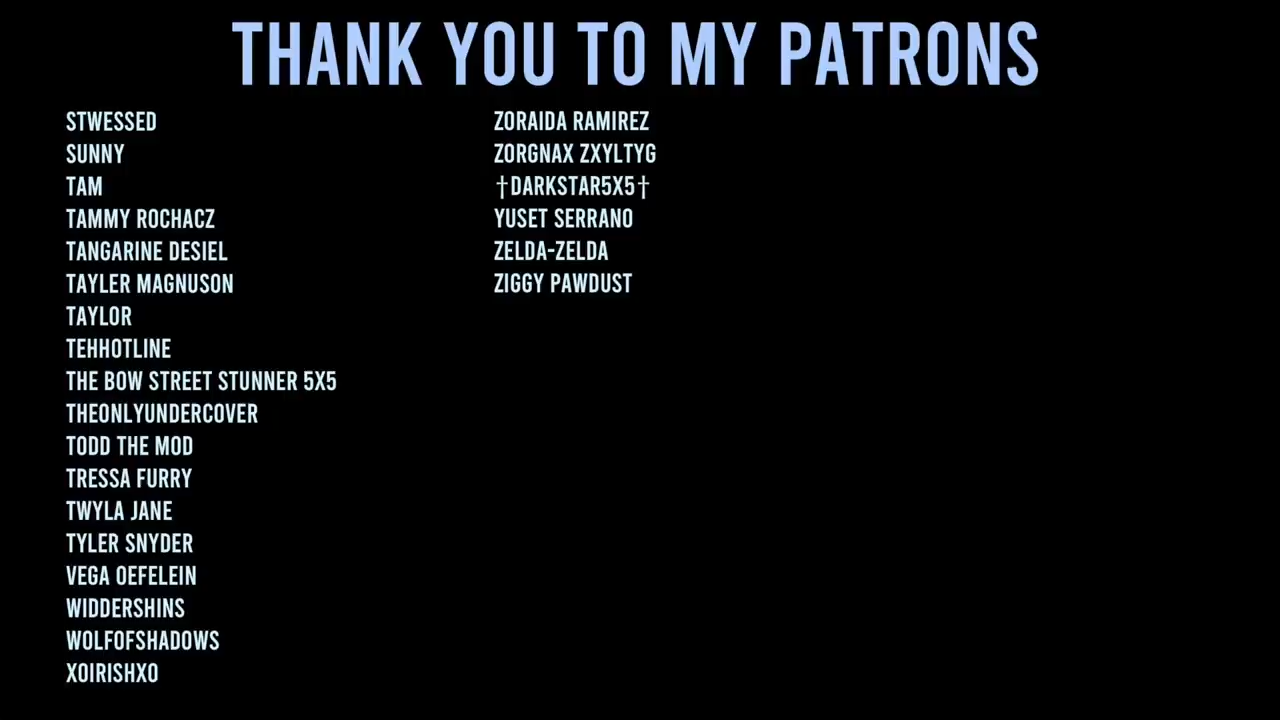 THANK YOU TO MY PATRONS
STWESSED
SUNNY
TAM
TAMMY ROCHACZ
TANGARINE DESIEL
TAYLER MAGNUSON
TAYLOR
TEHHOTLINE
THE BOW STREET STUNNER 5X5
THEONLYUNDERCOVER
TODD THE MOD
TRESSA FURRY
TWYLA JANE
TYLER SNYDER
VEGA OEFELEIN
WIDDERSHINS
WOLFOFSHADOWS
XOIRISHXO
ZORAIDA RAMIREZ
ZORGNAX ZXYLTYG
†DARKSTAR5X5†
YUSET SERRANO
ZELDA-ZELDA
ZIGGY PAWDUST